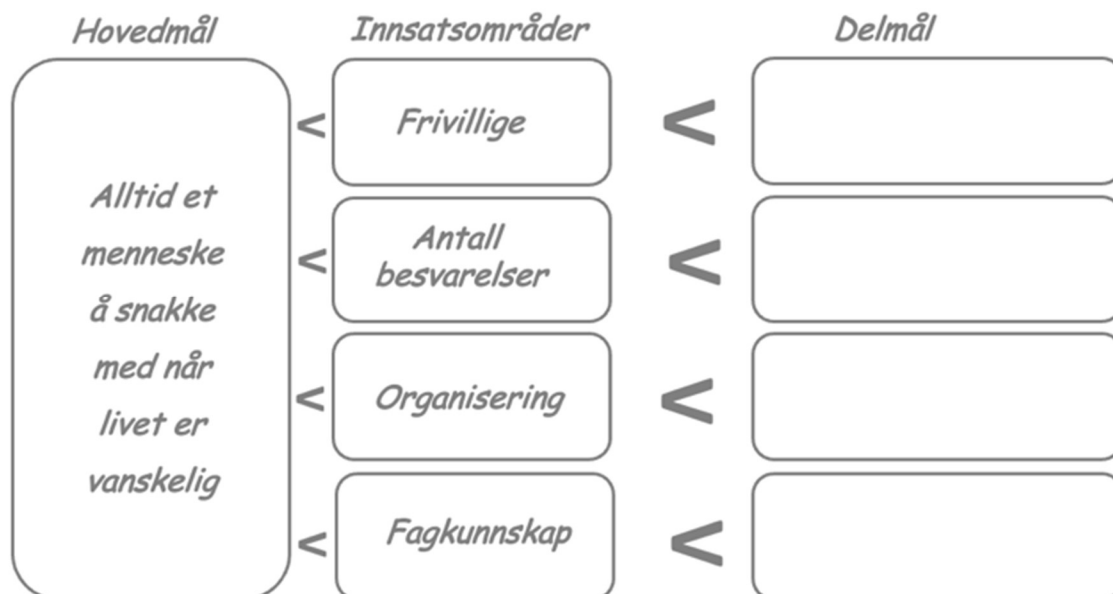 Hovedmål
Innsatsområder
Delmål
Alltid et
menneske
å snakke
med når
livet er
vanskelig
<
Frivillige
<
<
Antall
besvarelser
<
<
Organisering
<
<
Fagkunnskap
<